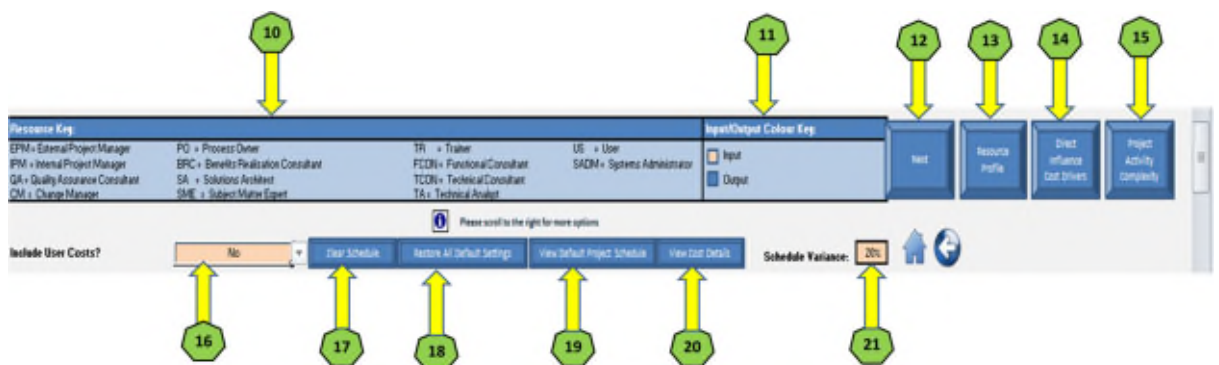 10 11 12 13 14 15
Resource Key:
Input/Output Colour Key:
EPM = External Project Manager PO = Process Owner TR = Trainer US = User
IPM = Internal Project Manager BRC = Benefits Realisation Consultant FCON = Functional Consultant SADM = Systems Administrator
QA = Quality Assurance Consultant SA = Solutions Architect TCON = Technical Consultant
CM = Change Manager SME = Subject Matter Expert TA = Technical Analyst
Input
Output
Next
Resource
Profile
Direct
Influence
Cost Drivers
Project
Activity
Complexity
Please scroll to the right for more options
Include User Costs? No Clear Schedule Restore All Default Settings View Default Project Schedule View Cost Details Schedule Variance: 20%
16 17 18 19 20 21